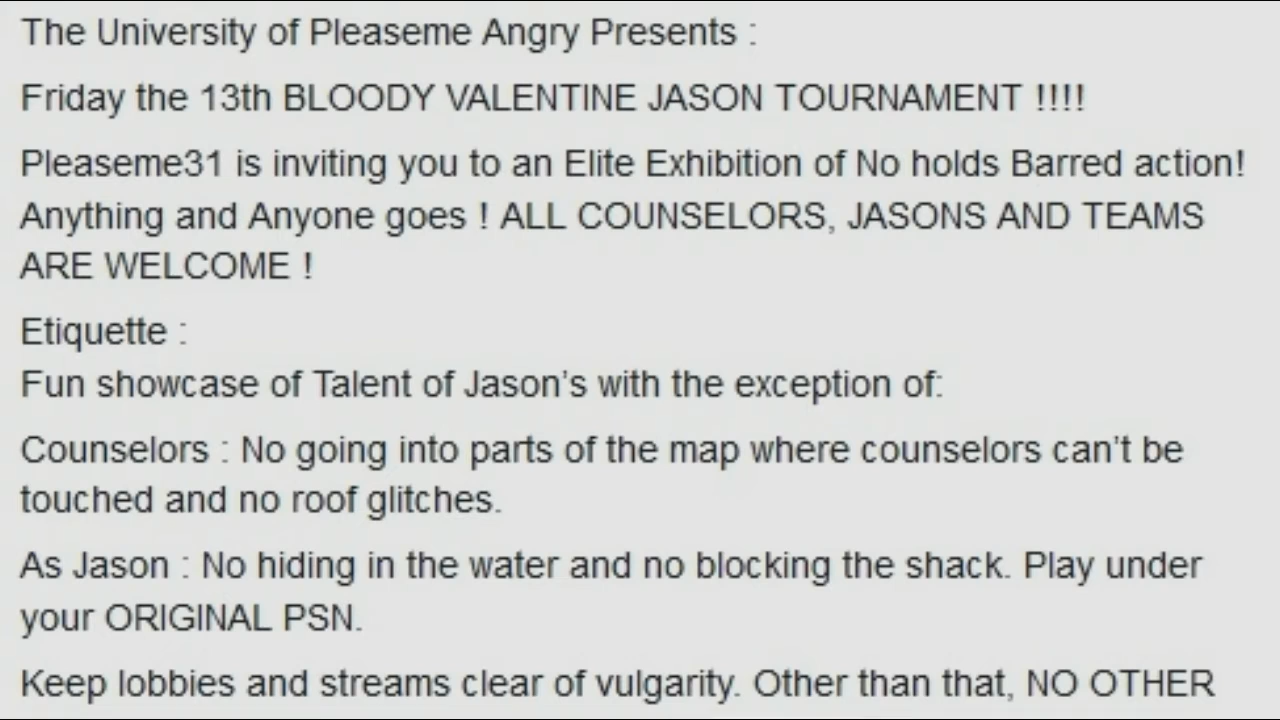 The University of Pleaseme Angry Presents :
Friday the 13th BLOODY VALENTINE JASON TOURNAMENT !!!!
Pleaseme31 is inviting you to an Elite Exhibition of No holds Barred action!
Anything and Anyone goes ! ALL COUNSELORS, JASONS AND TEAMS
ARE WELCOME !
Etiquette :
Fun showcase of Talent of Jason’s with the exception of:
Counselors : No going into parts of the map where counselors can’t be
touched and no roof glitches.
As Jason : No hiding in the water and no blocking the shack. Play under
your ORIGINAL PSN.
Keep lobbies and streams clear of vulgarity. Other than that, NO OTHER